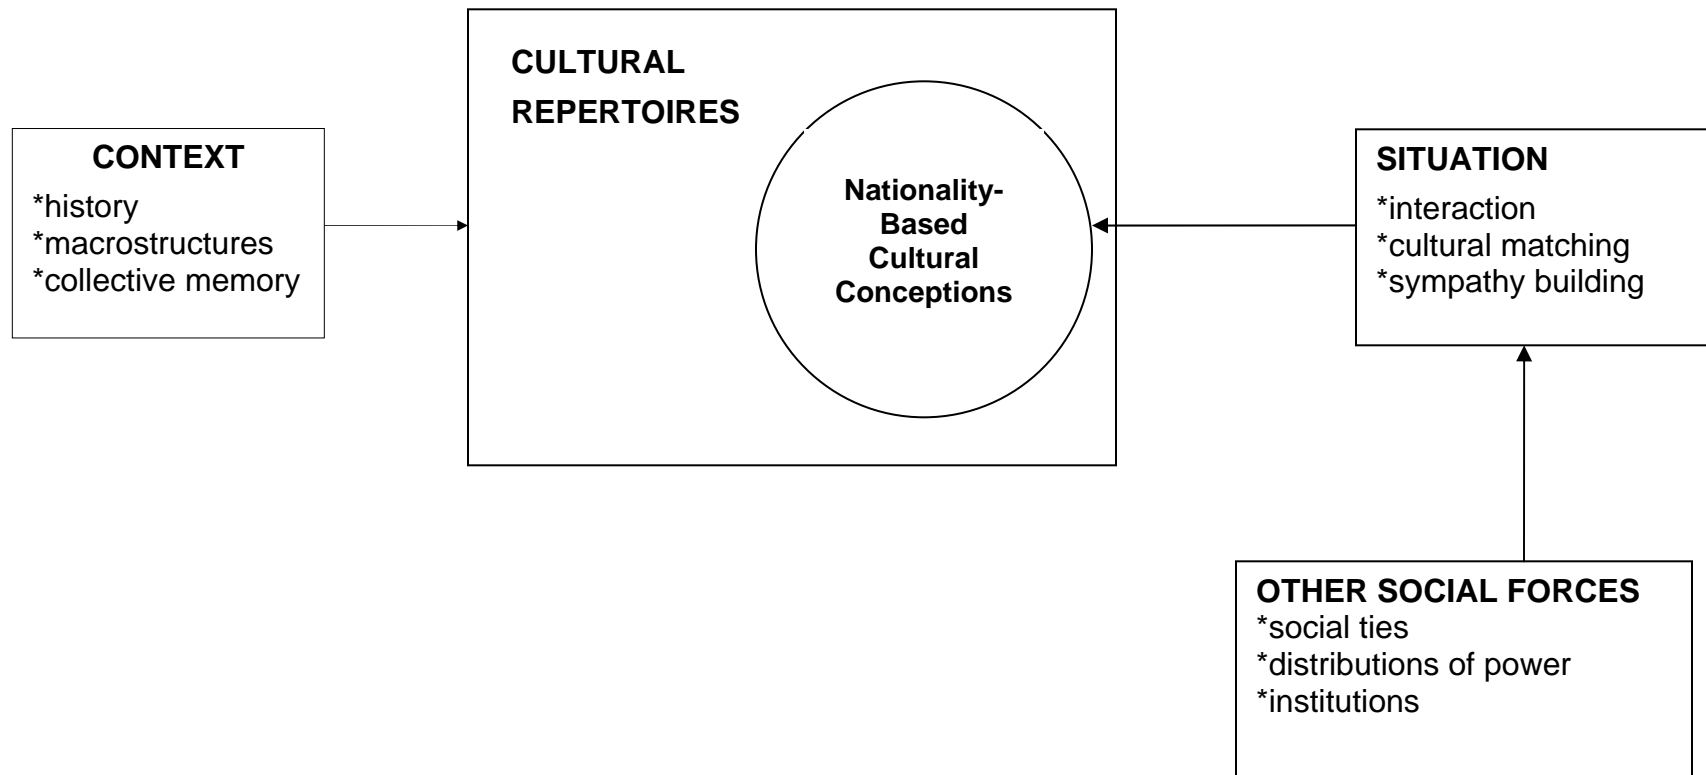 CULTURAL
REPERTOIRES
CONTEXT
*history
*macrostructures
*collective memory
Nationality-
Based
Cultural
Conceptions
SITUATION
*interaction
*cultural matching
*sympathy building
OTHER SOCIAL FORCES
*social ties
*distributions of power
*institutions